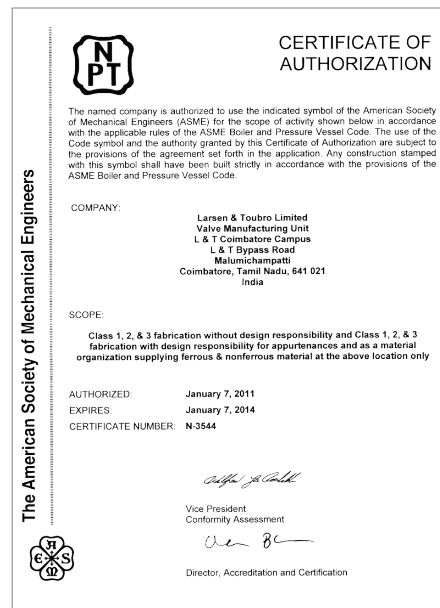 N
PT
CERTIFICATE OF
AUTHORIZATION
The named company is authorized to use the indicated symbol of the American Society
of Mechanical Engineers (ASME) for the scope of activity shown below in accordance
with the applicable rules of the ASME Boiler and Pressure Vessel Code. The use of the
Code symbol and the authority granted by this Certificate of Authorization are subject to
the provisions of the agreement set forth in the application. Any construction stamped
with this symbol shall have been built strictly in accordance with the provisions of the
ASME Boiler and Pressure Vessel Code.
COMPANY:
Larsen & Toubro Limited
Valve Manufacturing Unit
L & T Coimbatore Campus
L & T Bypass Road
Malumichampatti
Coimbatore, Tamil Nadu, 641 021
India
SCOPE:
Class 1, 2, & 3 fabrication without design responsibility and Class 1, 2, & 3
fabrication with design responsibility for appurtenances and as a material
organization supplying ferrous & nonferrous material at the above location only
AUTHORIZED: January 7, 2011
EXPIRES: January 7, 2014
CERTIFICATE NUMBER: N-3544
Vice President
Conformity Assessment
Director, Accreditation and Certification
The American Society of Mechanical Engineers
A
S
M
E